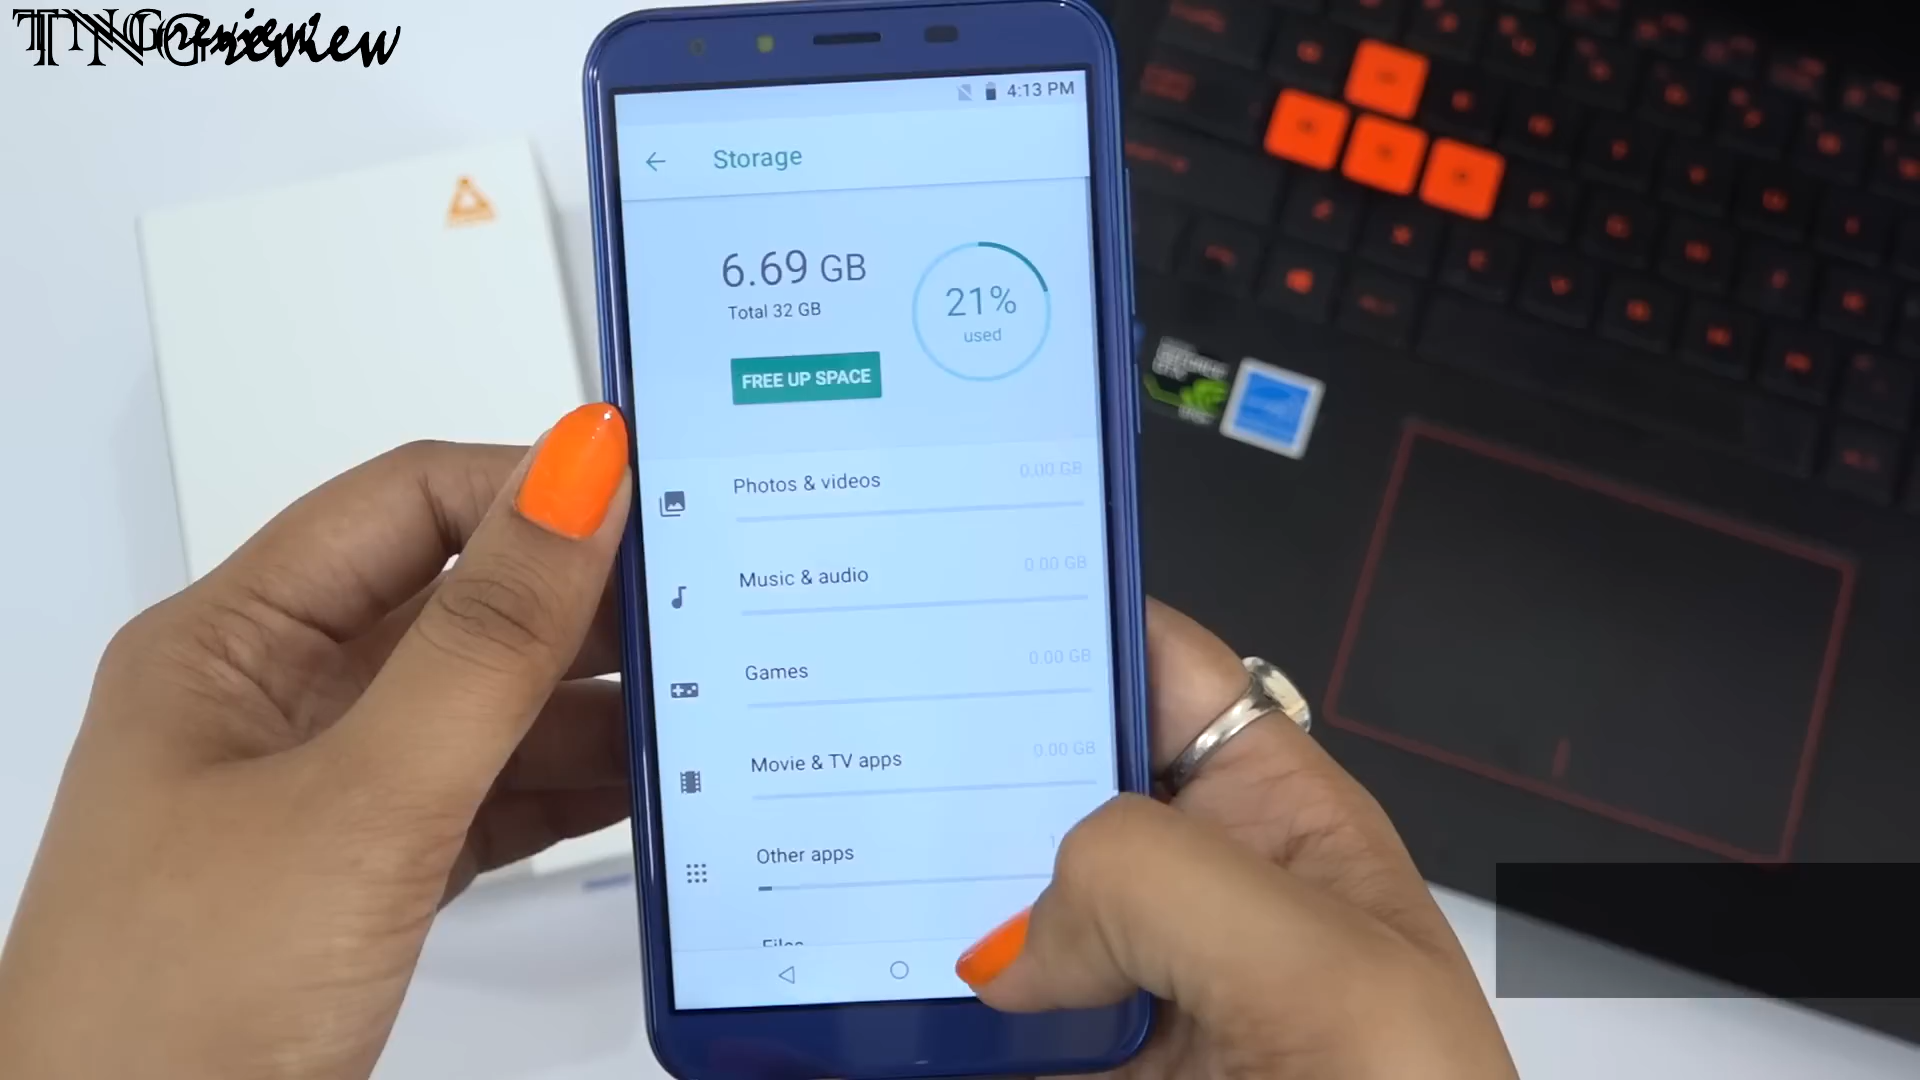 TNGreview
TNGreview
4:13 PM
Storage
6.69 GB
Total 32 GB
21%
used
FREE UP SPACE
Photos & videos
0.00 GB
Music & audio
0.00 GB
Games
0.00 GB
Movie & TV apps
0.00 GB
Other apps
Files